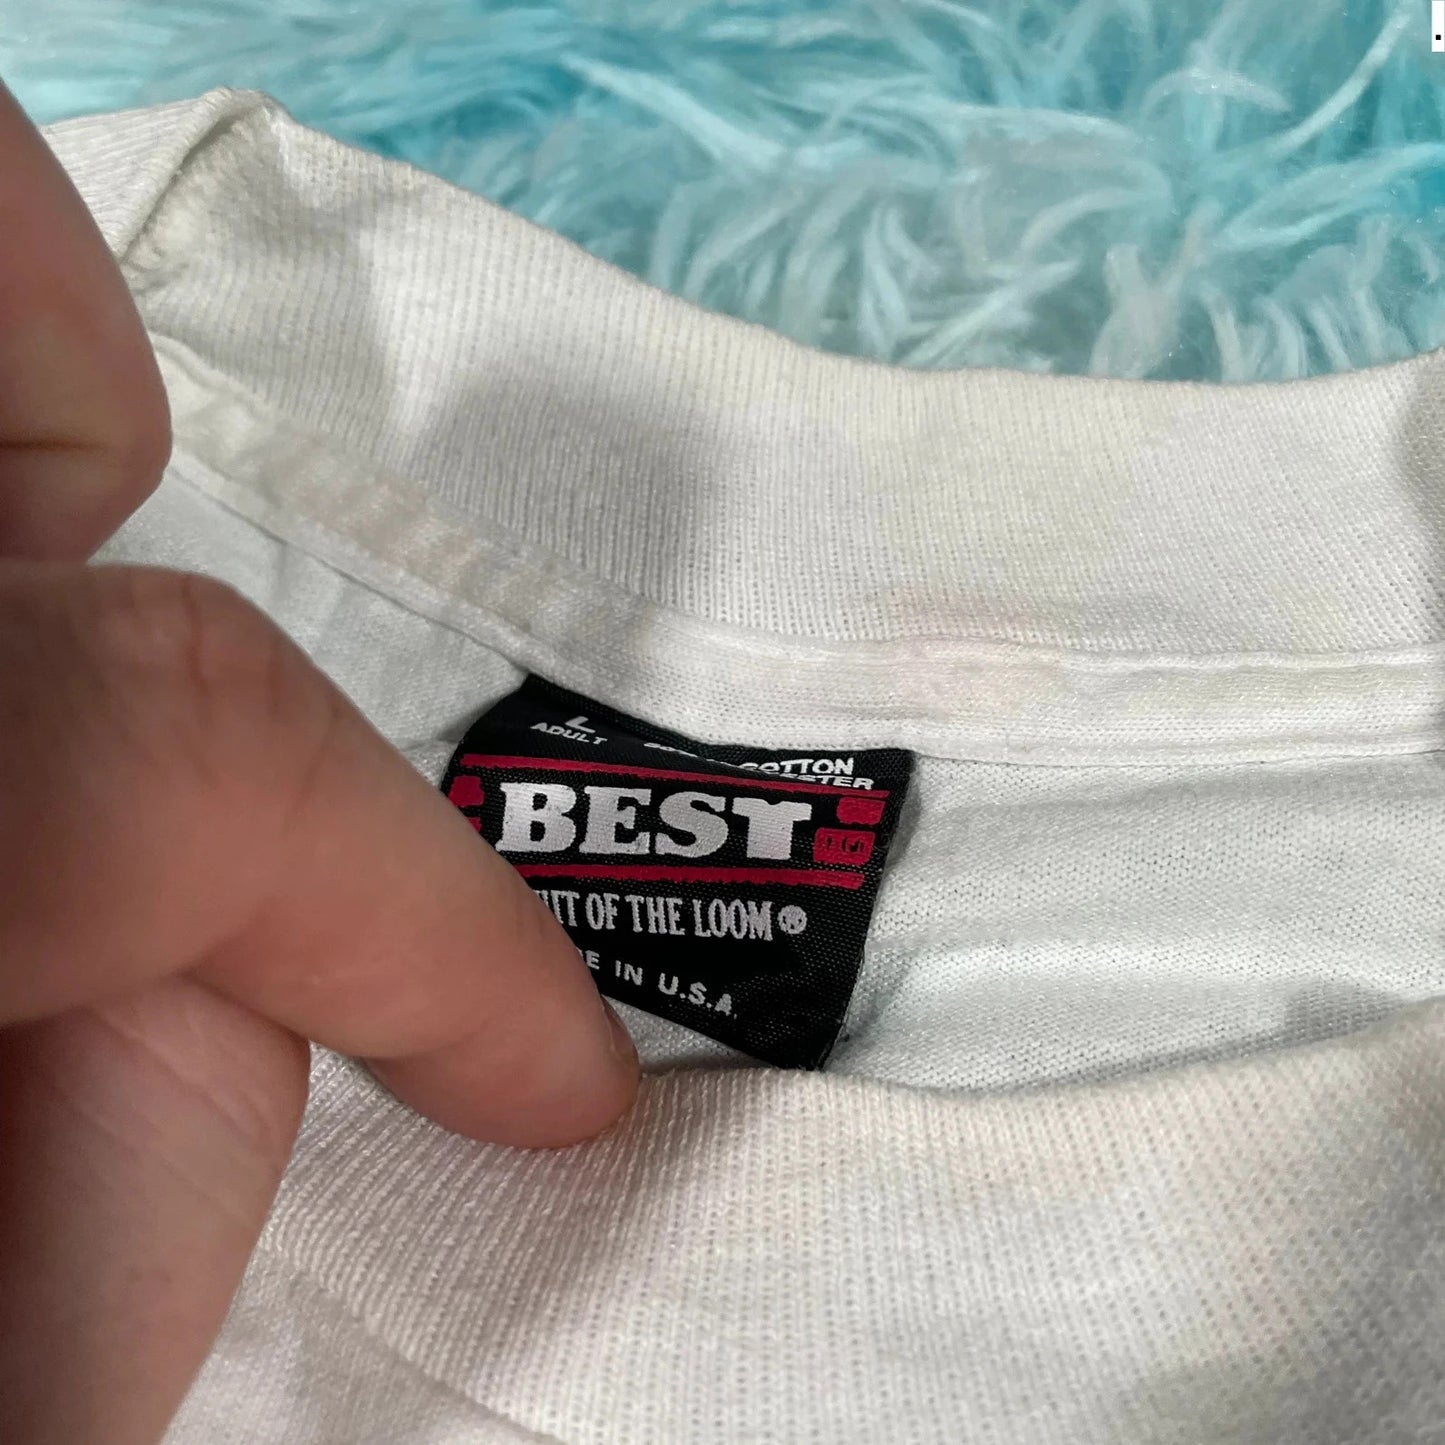 L
ADULT
COTTON
BEST
OF THE LOOM®
IN U.S.A.
.